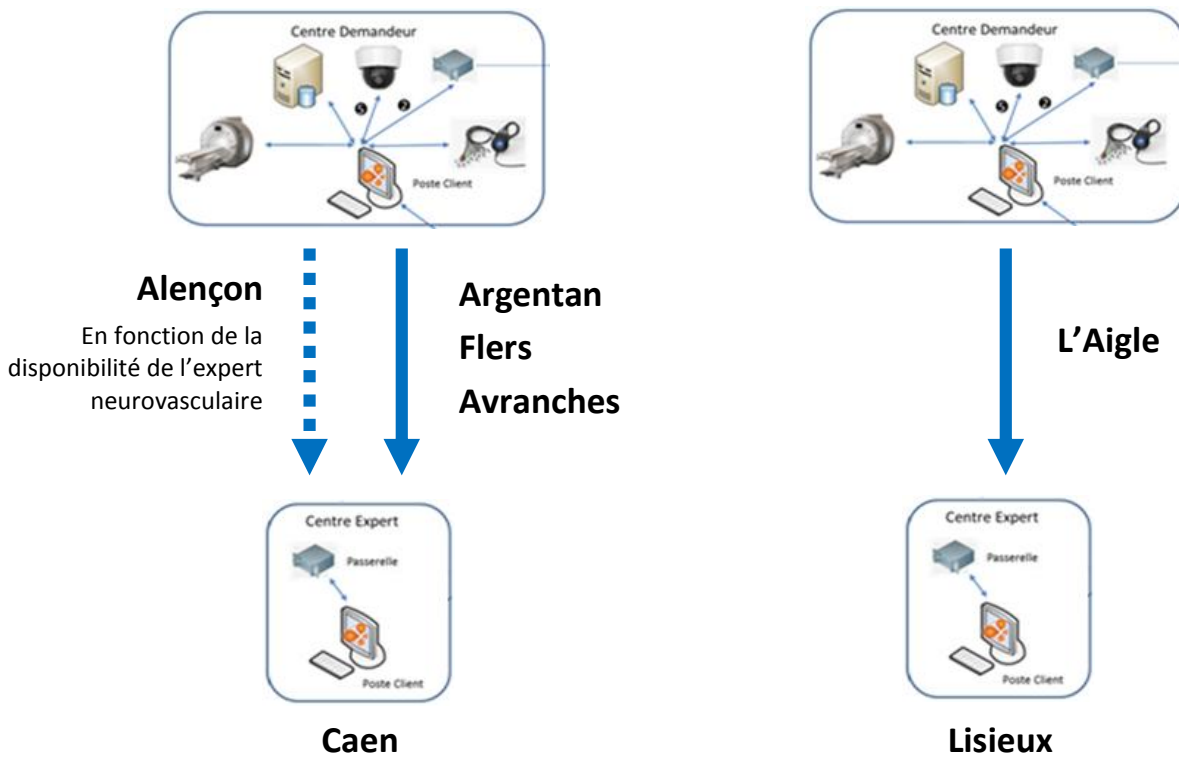 Centre Demandeur
Poste Client
Centre Demandeur
Poste Client
Alençon
En fonction de la
disponibilité de l’expert
neurovasculaire
Argentan
Flers
Avranches
L’Aigle
Centre Expert
Passerelle
Poste Client
Caen
Centre Expert
Passerelle
Poste Client
Lisieux